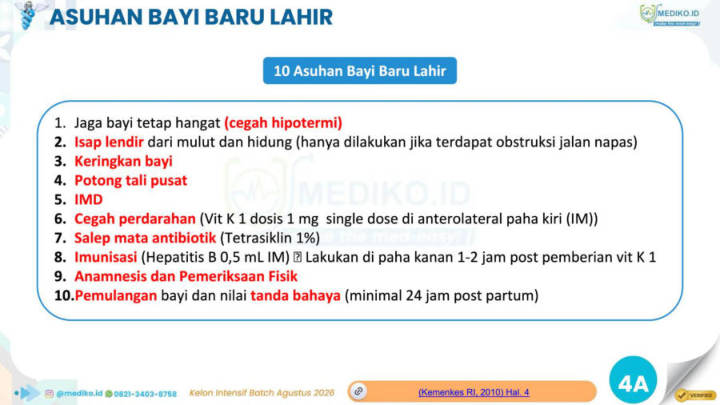 ASUHAN BAYI BARU LAHIR
MEDIKO.ID
10 Asuhan Bayi Baru Lahir
1. Jaga bayi tetap hangat (cegah hipotermi)
2. Isap lendir dari mulut dan hidung (hanya dilakukan jika terdapat obstruksi jalan napas)
3. Keringkan bayi
4. Potong tali pusat
5. IMD
6. Cegah perdarahan (Vit K 1 dosis 1 mg single dose di anterolateral paha kiri (IM))
7. Salep mata antibiotik (Tetrasiklin 1%)
8. Imunisasi (Hepatitis B 0,5 mL IM) Lakukan di paha kanan 1-2 jam post pemberian vit K 1
9. Anamnesis dan Pemeriksaan Fisik
10.Pemulangan bayi dan nilai tanda bahaya (minimal 24 jam post partum)
MEDIKO.ID
@mediko.id 0821-3403-8758 Kelon Intensif Batch Agustus 2026
(Kemenkes RI, 2010) Hal. 4
4A
VERIFIED